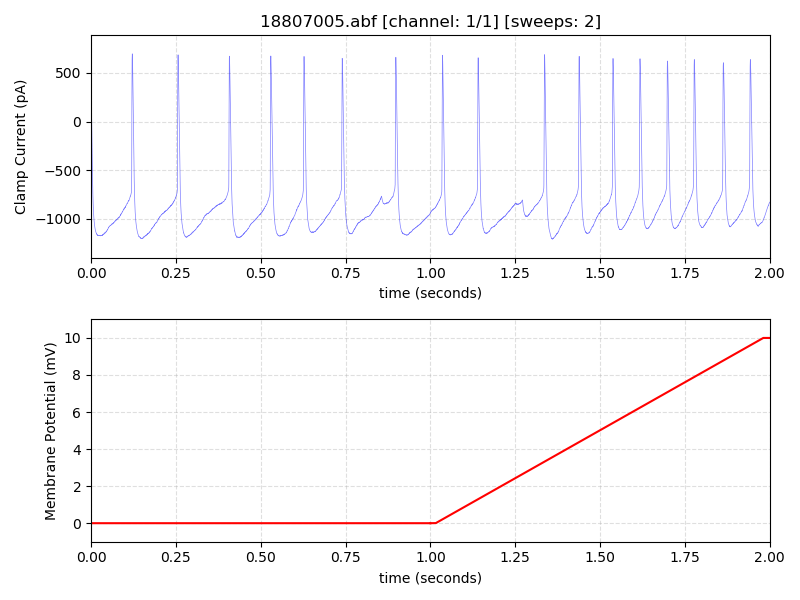 18807005.abf [channel: 1/1] [sweeps: 2]
Clamp Current (pA)
500
0
−500
−1000
0.00 0.25 0.50 0.75 1.00 1.25 1.50 1.75 2.00
time (seconds)
Membrane Potential (mV)
10
8
6
4
2
0
0.00 0.25 0.50 0.75 1.00 1.25 1.50 1.75 2.00
time (seconds)